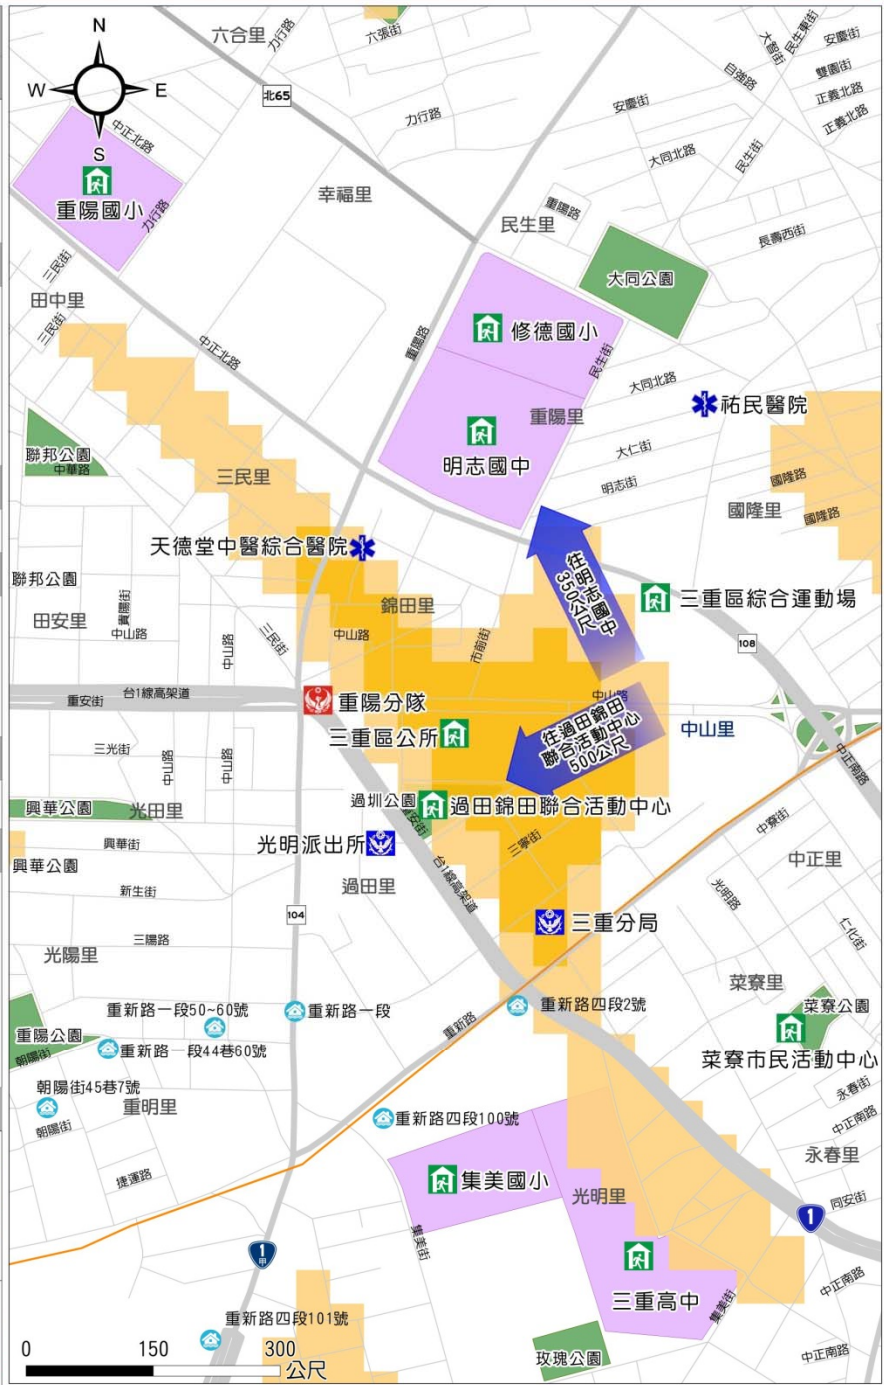 N
W
E
S
六合里
力行路
六張街
大智街
民生東街
安慶街
雙園街
正義北路
正義北路
自強路
北65
力行路
安慶街
大同北路
民生街
中正北路
重陽國小
力行路
幸福里
重陽路
民生里
長壽西街
大同公園
三民街
田中里
三民街
中正北路
重陽路
修德國小
民生街
大同北路
祐民醫院
重陽里
明志國中
大仁街
明志街
國隆路
國隆路
國隆里
聯邦公園
中華路
三民里
天德堂中醫綜合醫院
聯邦公園
田安里
中山路
中山路
三民街
錦田里
中山路
市前街
往明志國中
350公尺
三重區綜合運動場
108
台1線高架道
重安街
重陽分隊
三重區公所
中山路
往過田錦田
聯合活動中心
500公尺
中山里
中正南路
三光街
中山路
中山路
興華公園
光田里
過圳公園
重安街
過田錦田聯合活動中心
興華街
光明派出所
三寧街
中寮街
興華公園
過田里
台1線高架道
中正里
新生街
光明路
104
三重分局
仁化街
三陽路
光陽里
菜寮里
重新路一段50~60號
重新路一段
重新路
重新路四段2號
菜寮公園
重陽公園
朝陽街
重新路一段44巷60號
菜寮市民活動中心
朝陽街45巷7號
重明里
朝陽街
重新路四段100號
永春街
中正南路
永春里
捷運路
集美國小
光明里
同安街
1
集美街
1
甲
三重高中
集美街
中正南路
重新路四段101號
玫瑰公園
中正南路
0
150
300
公尺